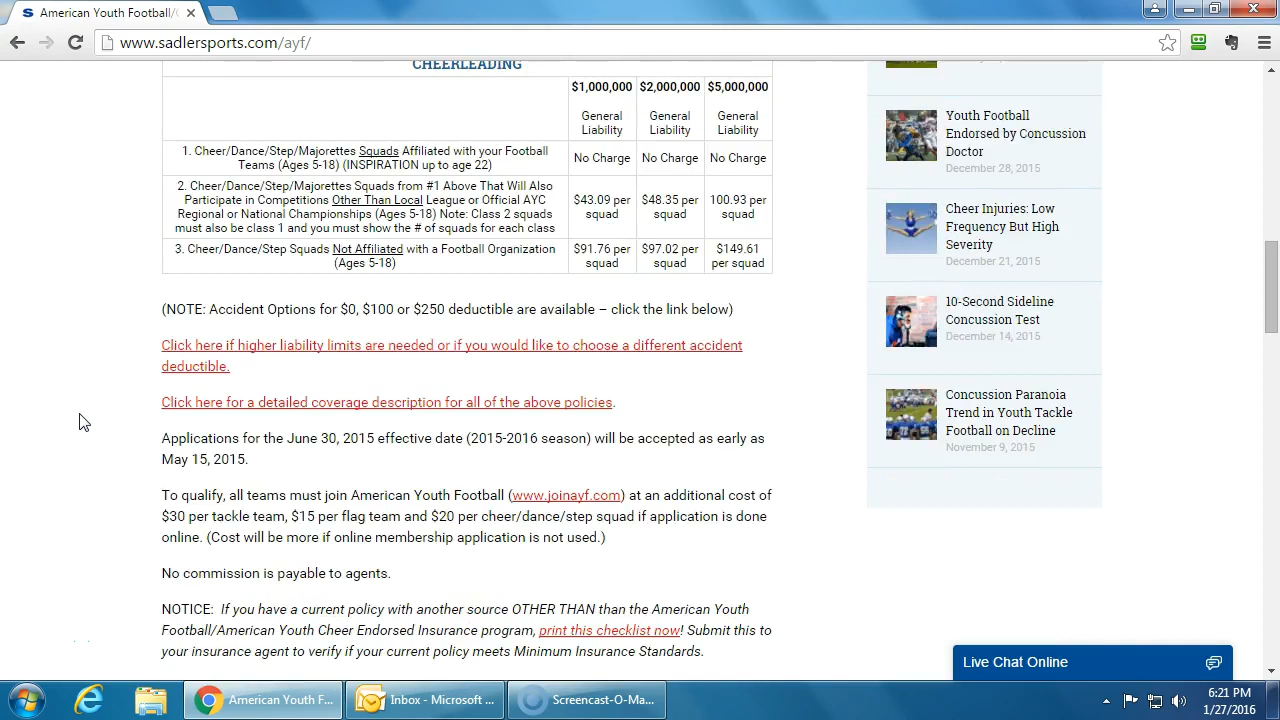 American Youth Football/
www.sadlersports.com/ayf/
CHEERLEADING
$1,000,000 $2,000,000 $5,000,000
General General General
Liability Liability Liability
1. Cheer/Dance/Step/Majorettes Squads Affiliated with your Football
Teams (Ages 5-18) (INSPIRATION up to age 22)
No Charge No Charge No Charge
2. Cheer/Dance/Step/Majorettes Squads from #1 Above That Will Also
Participate in Competitions Other Than Local League or Official AYC
Regional or National Championships (Ages 5-18) Note: Class 2 squads
must also be class 1 and you must show the # of squads for each class
$43.09 per $48.35 per 100.93 per
squad squad squad
3. Cheer/Dance/Step Squads Not Affiliated with a Football Organization
(Ages 5-18)
$91.76 per $97.02 per $149.61
squad squad per squad
(NOTE: Accident Options for $0, $100 or $250 deductible are available – click the link below)
Click here if higher liability limits are needed or if you would like to choose a different accident
deductible.
Click here for a detailed coverage description for all of the above policies.
Applications for the June 30, 2015 effective date (2015-2016 season) will be accepted as early as
May 15, 2015.
To qualify, all teams must join American Youth Football (www.joinayf.com) at an additional cost of
$30 per tackle team, $15 per flag team and $20 per cheer/dance/step squad if application is done
online. (Cost will be more if online membership application is not used.)
No commission is payable to agents.
NOTICE: If you have a current policy with another source OTHER THAN than the American Youth
Football/American Youth Cheer Endorsed Insurance program, print this checklist now! Submit this to
your insurance agent to verify if your current policy meets Minimum Insurance Standards.
Youth Football
Endorsed by Concussion
Doctor
December 28, 2015
Cheer Injuries: Low
Frequency But High
Severity
December 21, 2015
10-Second Sideline
Concussion Test
December 14, 2015
Concussion Paranoia
Trend in Youth Tackle
Football on Decline
November 9, 2015
Live Chat Online
American Youth F...
Inbox - Microsoft ...
Screencast-O-Ma...
6:21 PM
1/27/2016